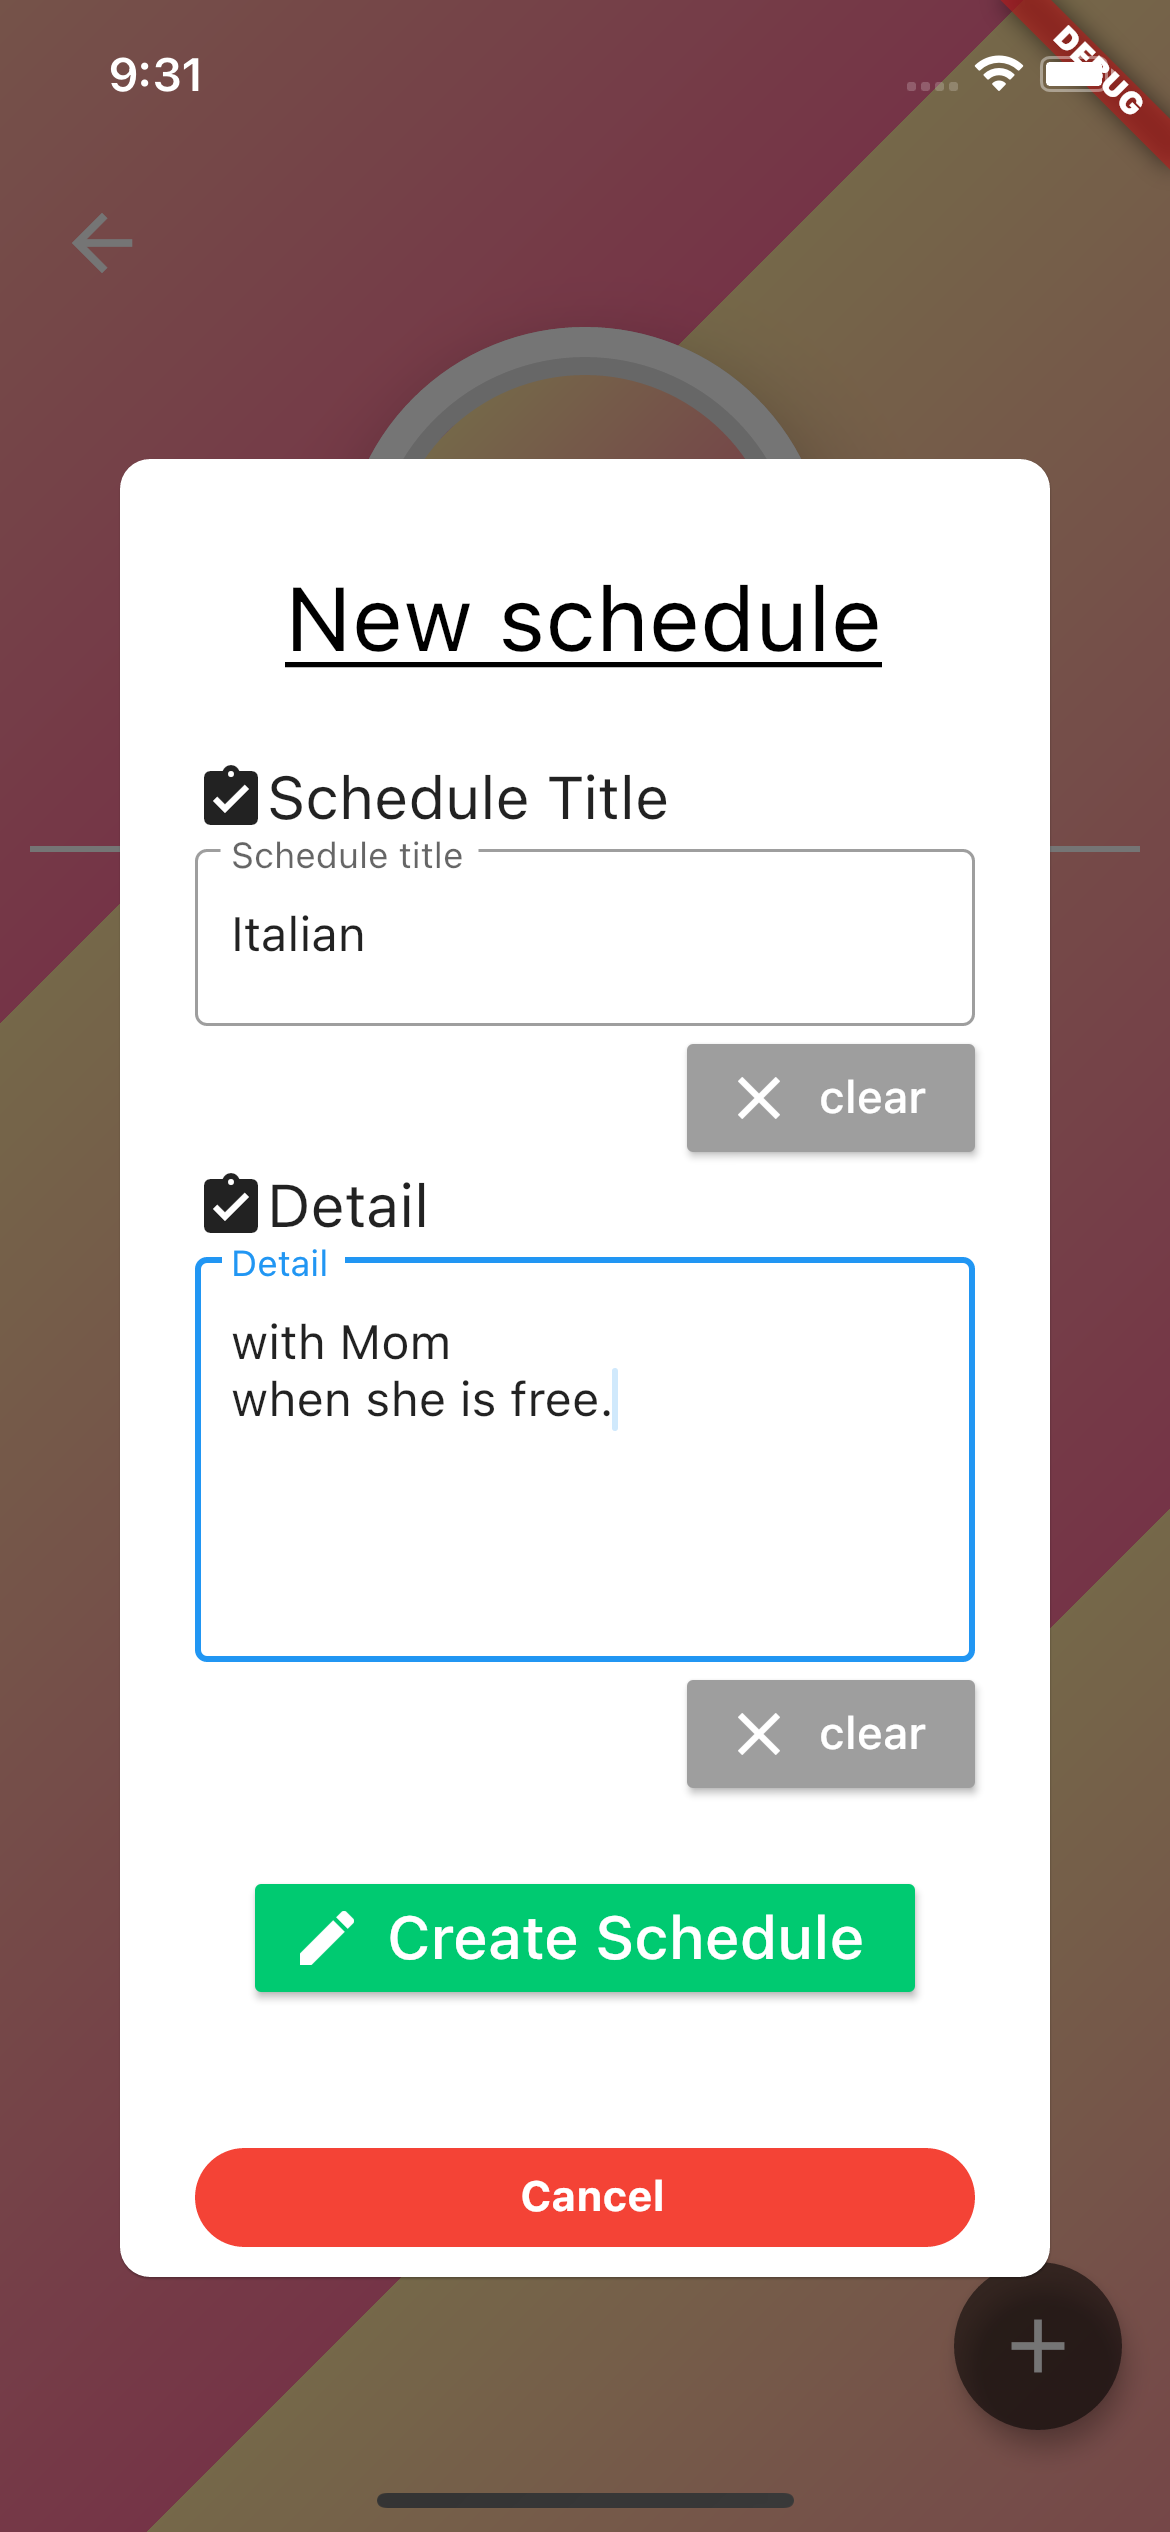 9:31
DEBUG
New schedule
Schedule Title
Schedule title
Italian
clear
Detail
Detail
with Mom
when she is free.
clear
Create Schedule
Cancel